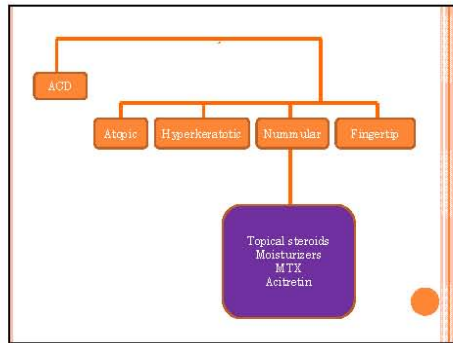 ACD
Atopic
Hyperkeratotic
Nummular
Fingertip
Topical steroids
Moisturizers
MTX
Acitretin